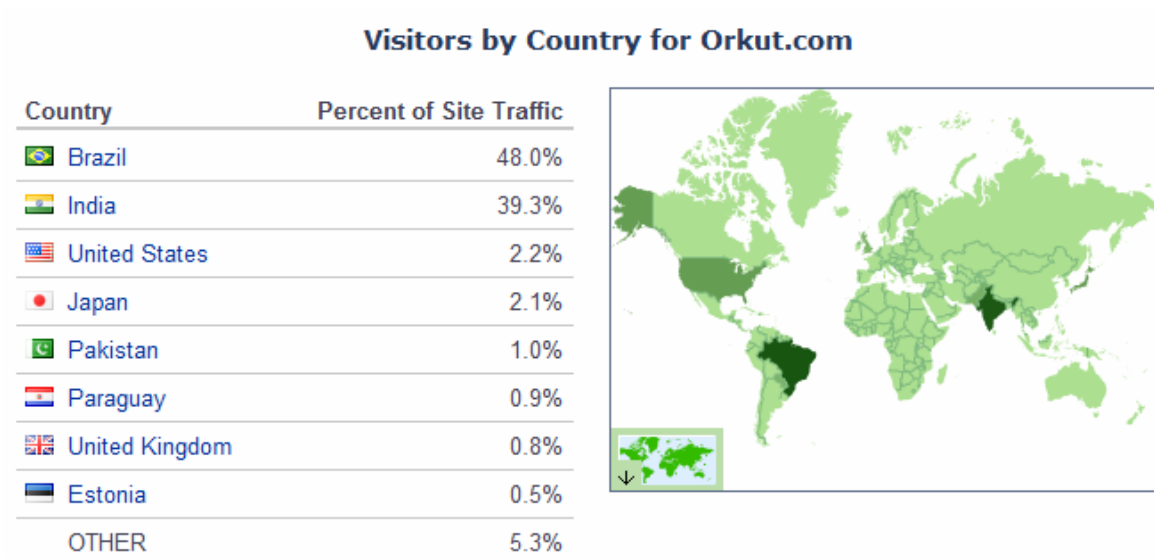 Visitors by Country for Orkut.com
Country Percent of Site Traffic
Brazil 48.0%
India 39.3%
United States 2.2%
Japan 2.1%
Pakistan 1.0%
Paraguay 0.9%
United Kingdom 0.8%
Estonia 0.5%
OTHER 5.3%